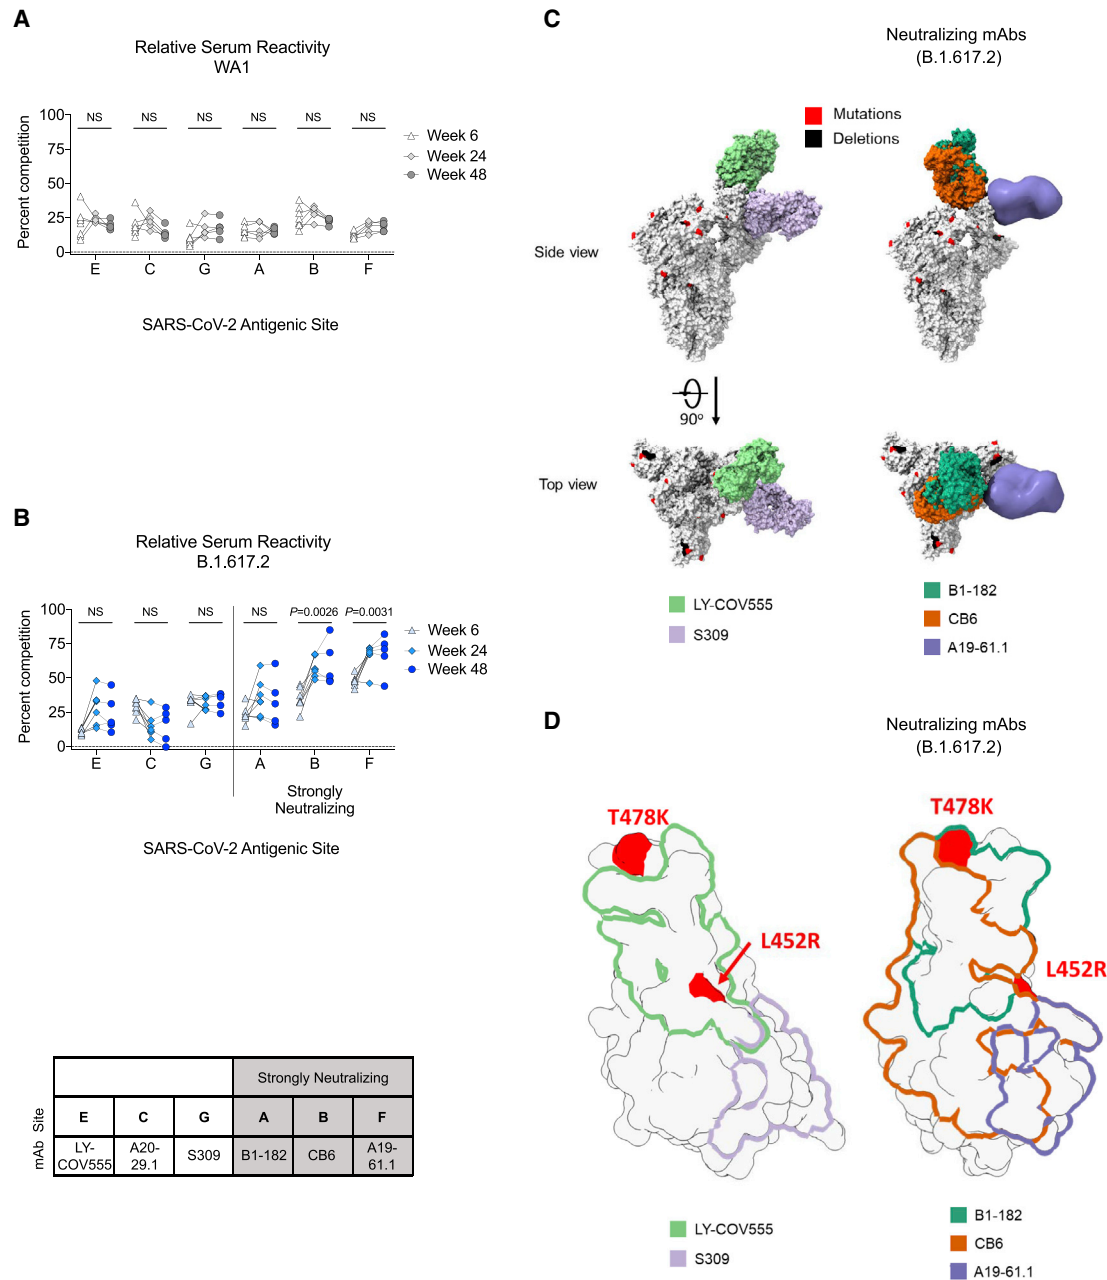 A
Relative Serum Reactivity
WA1
NS NS NS NS NS NS
100
75
50
25
0
Percent competition
E C G A B F
SARS-CoV-2 Antigenic Site
Week 6
Week 24
Week 48
B
Relative Serum Reactivity
B.1.617.2
NS NS NS NS P=0.0026 P=0.0031
100
75
50
25
0
Percent competition
E C G A B F
Strongly
Neutralizing
SARS-CoV-2 Antigenic Site
Week 6
Week 24
Week 48
Strongly Neutralizing
Site
E C G A B F
mAb
LY-
COV555
A20-
29.1
S309
B1-182
CB6
A19-
61.1
C
Neutralizing mAbs
(B.1.617.2)
Mutations
Deletions
Side view
90°
Top view
LY-COV555
S309
B1-182
CB6
A19-61.1
D
Neutralizing mAbs
(B.1.617.2)
T478K
L452R
T478K
L452R
LY-COV555
S309
B1-182
CB6
A19-61.1